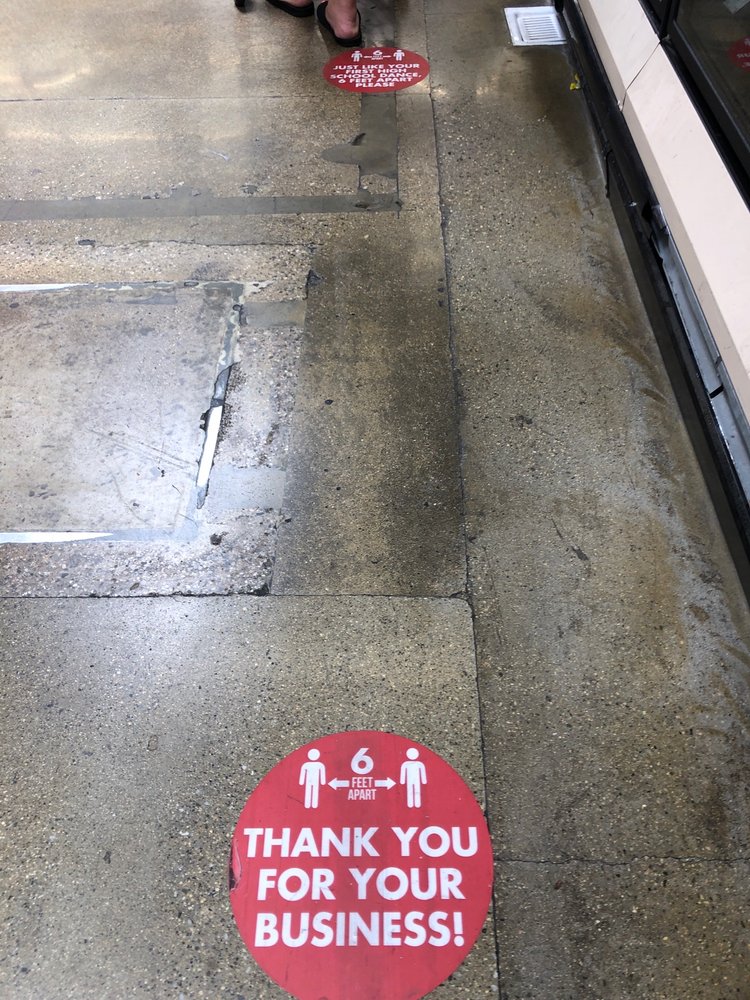 6
JUST LIKE YOUR
FIRST HIGH
SCHOOL DANCE,
6 FEET APART
PLEASE
6
FEET
APART
THANK YOU
FOR YOUR
BUSINESS!